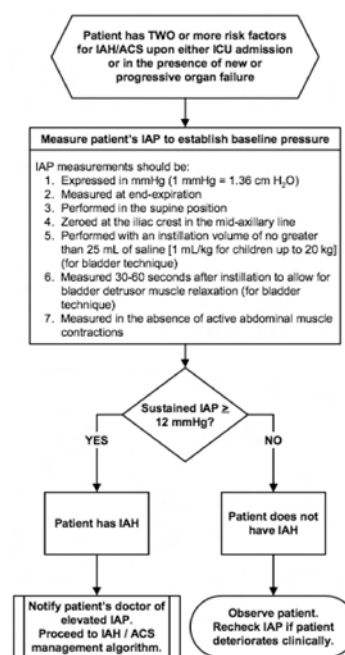 Patient has TWO or more risk factors
for IAH/ACS upon either ICU admission
or in the presence of new or
progressive organ failure
Measure patient's IAP to establish baseline pressure
IAP measurements should be:
1. Expressed in mmHg (1 mmHg = 1.36 cm H₂O)
2. Measured at end-expiration
3. Performed in the supine position
4. Zeroed at the iliac crest in the mid-axillary line
5. Performed with an instillation volume of no greater
than 25 mL of saline [1 mL/kg for children up to 20 kg]
(for bladder technique)
6. Measured 30-60 seconds after instillation to allow for
bladder detrusor muscle relaxation (for bladder
technique)
7. Measured in the absence of active abdominal muscle
contractions
Sustained IAP ≥
12 mmHg?
YES
NO
Patient has IAH
Patient does not
have IAH
Notify patient's doctor of
elevated IAP.
Proceed to IAH / ACS
management algorithm.
Observe patient.
Recheck IAP if patient
deteriorates clinically.